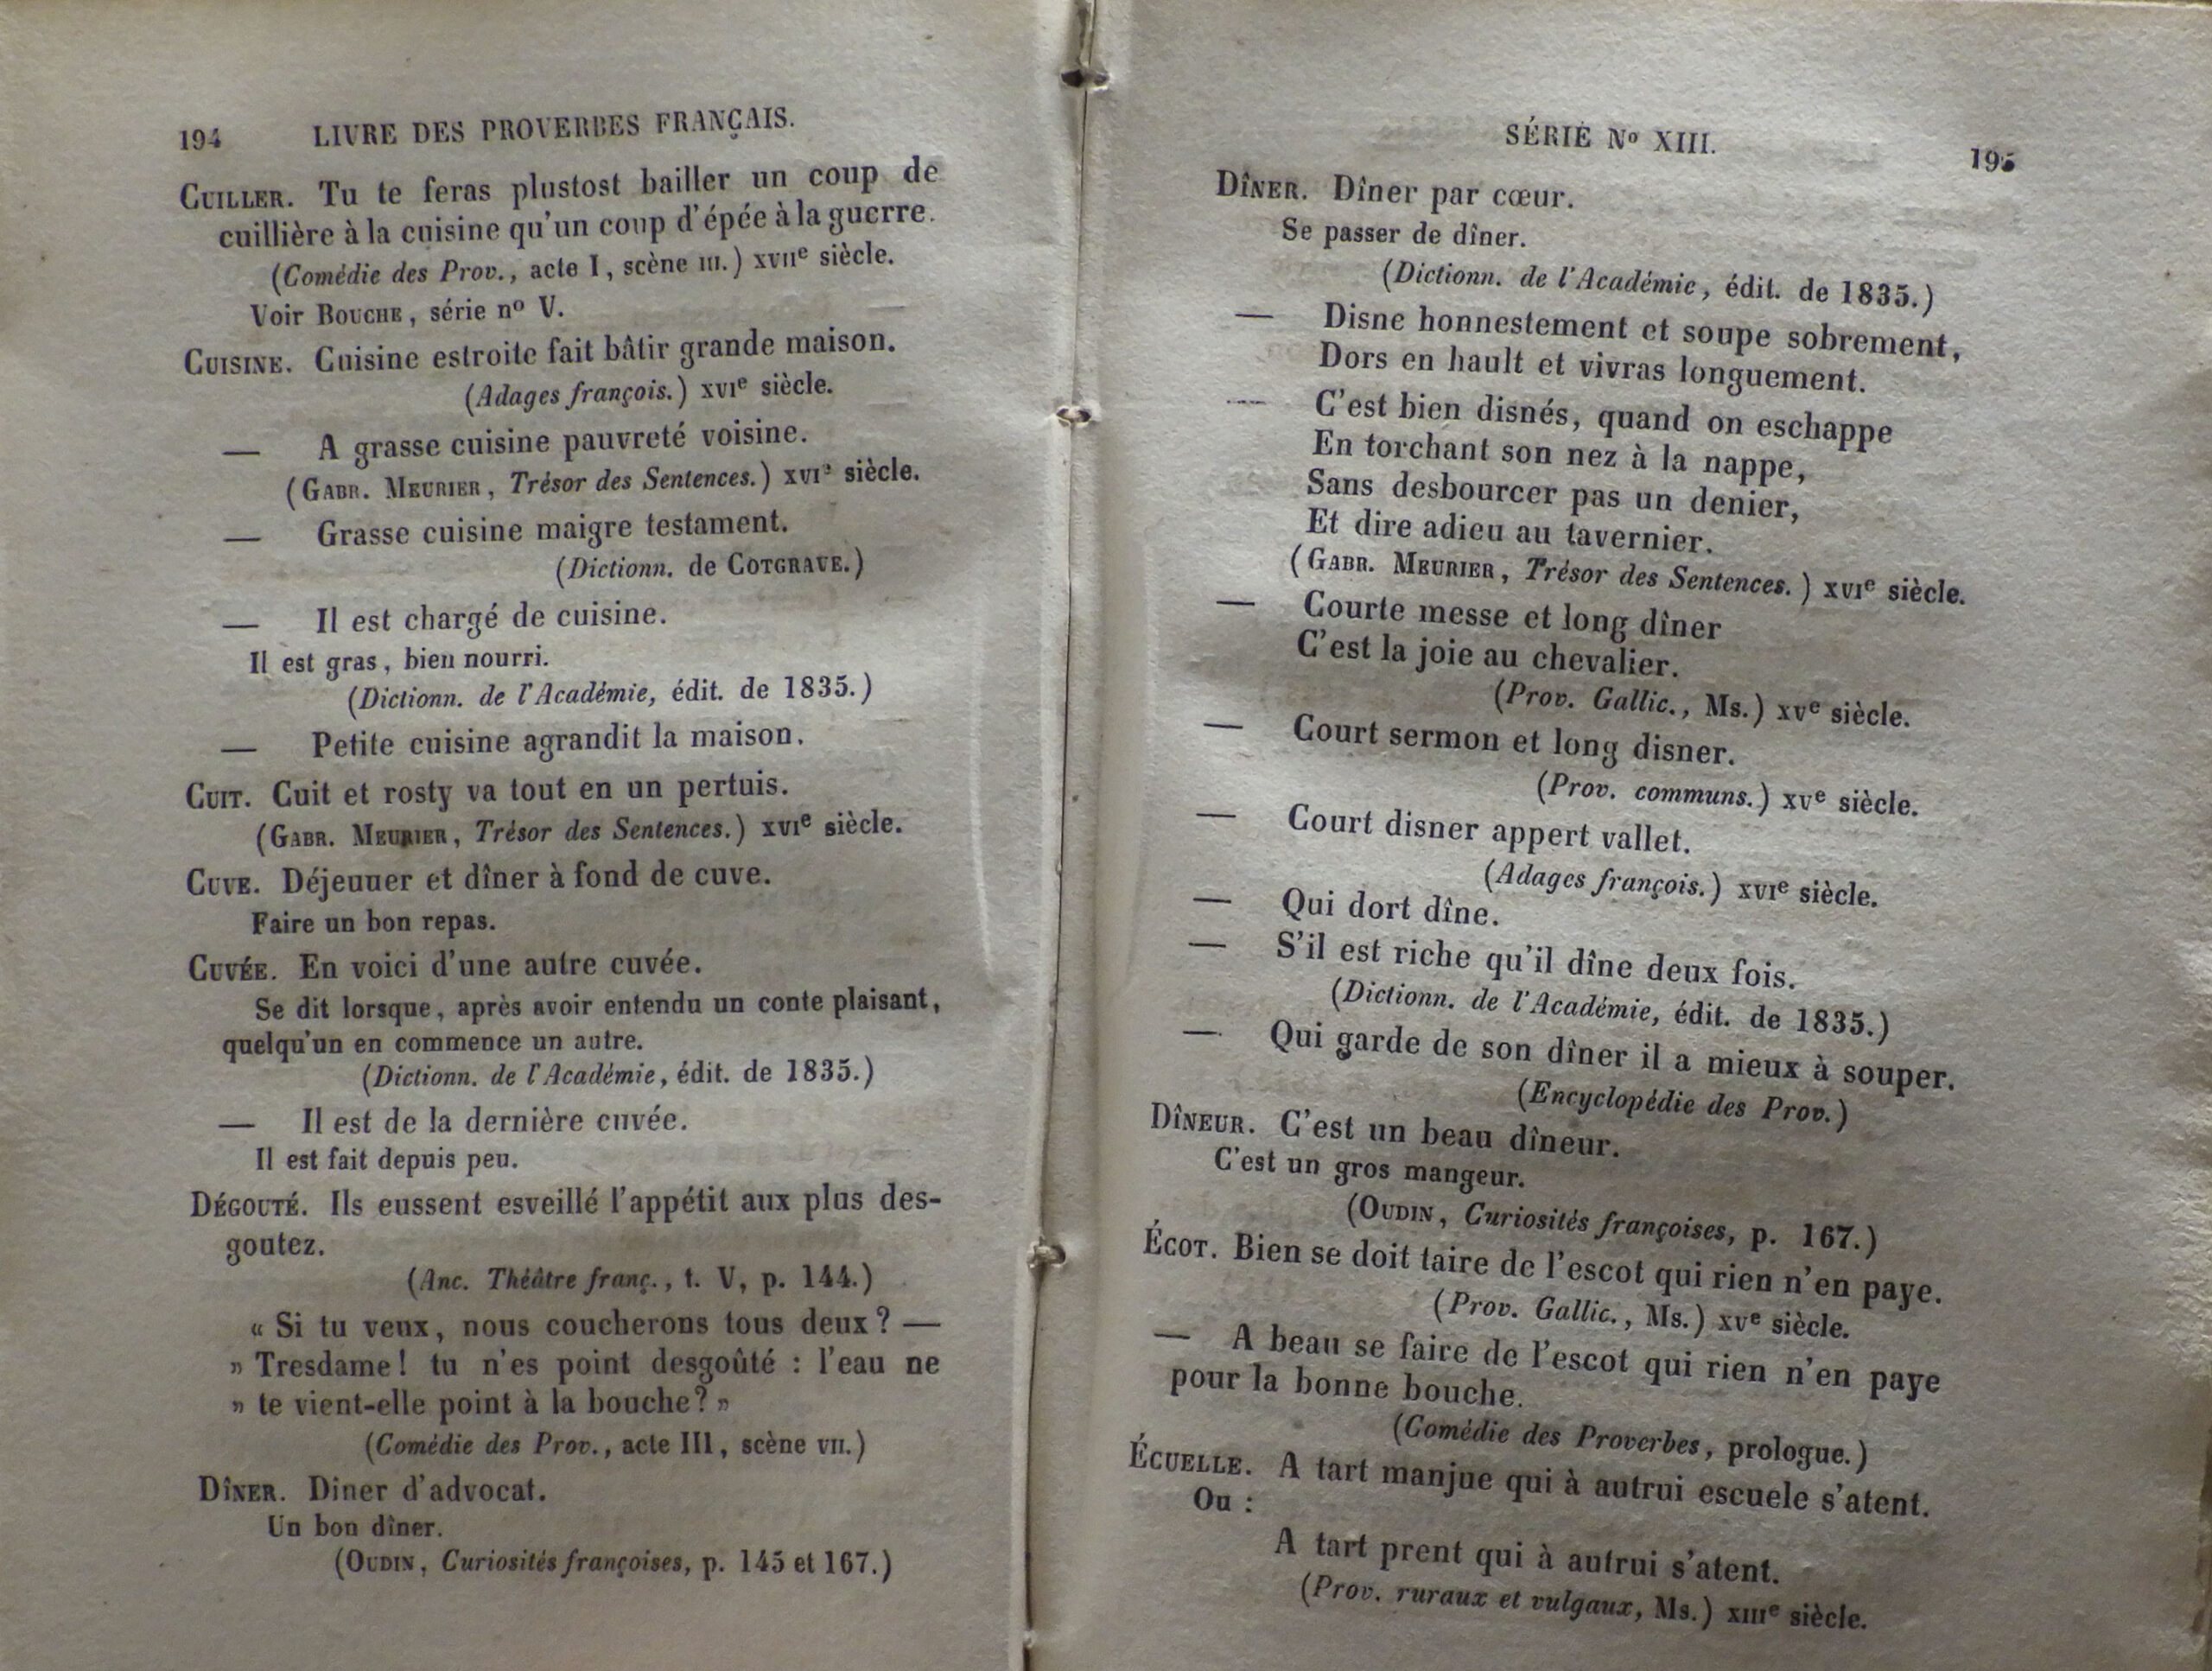 194 LIVRE DES PROVERBES FRANÇAIS.
CUILLER. Tu te feras plustost bailler un coup de
cuillière à la cuisine qu'un coup d'épée à la guerre.
(Comédie des Prov., acte I, scène III.) XVIIe siècle.
Voir BOUCHE, série no V.
CUISINE. Cuisine estroite fait bâtir grande maison.
(Adages françois.) XVIe siècle.
— A grasse cuisine pauvreté voisine.
(GABR. MEURIER, Trésor des Sentences.) XVIe siècle.
— Grasse cuisine maigre testament.
(Dictionn. de COTGRAVE.)
— Il est chargé de cuisine.
Il est gras, bien nourri.
(Dictionn. de l'Académie, édit. de 1835.)
— Petite cuisine agrandit la maison.
CUIT. Cuit et rosty va tout en un pertuis.
(GABR. MEURIER, Trésor des Sentences.) XVIe siècle.
CUVE. Déjeuner et dîner à fond de cuve.
Faire un bon repas.
CUVÉE. En voici d'une autre cuvée.
Se dit lorsque, après avoir entendu un conte plaisant,
quelqu'un en commence un autre.
(Dictionn. de l'Académie, édit. de 1835.)
— Il est de la dernière cuvée.
Il est fait depuis peu.
DÉGOUTÉ. Ils eussent esveillé l'appétit aux plus des-
goutez.
(Anc. Théâtre franç., t. V, p. 144.)
« Si tu veux, nous coucherons tous deux? —
» Tresdame! tu n'es point desgoûté : l'eau ne
» te vient-elle point à la bouche? »
(Comédie des Prov., acte III, scène VII.)
DÎNER. Diner d'advocat.
Un bon dîner.
(OUDIN, Curiosités françoises, p. 145 et 167.)
SÉRIE No XIII. 195
DÎNER. Dîner par cœur.
Se passer de dîner.
(Dictionn. de l'Académie, édit. de 1835.)
— Disne honnestement et soupe sobrement,
Dors en hault et vivras longuement.
— C'est bien disnés, quand on eschappe
En torchant son nez à la nappe,
Sans desbourcer pas un denier,
Et dire adieu au tavernier.
(GABR. MEURIER, Trésor des Sentences.) XVIe siècle.
— Courte messe et long dîner
C'est la joie au chevalier.
(Prov. Gallic., Ms.) XVe siècle.
— Court sermon et long disner.
(Prov. communs.) XVe siècle.
— Court disner appert vallet.
(Adages françois.) XVIe siècle.
— Qui dort dîne.
— S'il est riche qu'il dîne deux fois.
(Dictionn. de l'Académie, édit. de 1835.)
— Qui garde de son dîner il a mieux à souper.
(Encyclopédie des Prov.)
DÎNEUR. C'est un beau dîneur.
C'est un gros mangeur.
(OUDIN, Curiosités françoises, p. 167.)
ÉCOT. Bien se doit taire de l'escot qui rien n'en paye.
(Prov. Gallic., Ms.) XVe siècle.
— A beau se faire de l'escot qui rien n'en paye
pour la bonne bouche.
(Comédie des Proverbes, prologue.)
ÉCUELLE. A tart manjue qui à autrui escuele s'atent.
Ou :
A tart prent qui à autrui s'atent.
(Prov. ruraux et vulgaux, Ms.) XIIIe siècle.